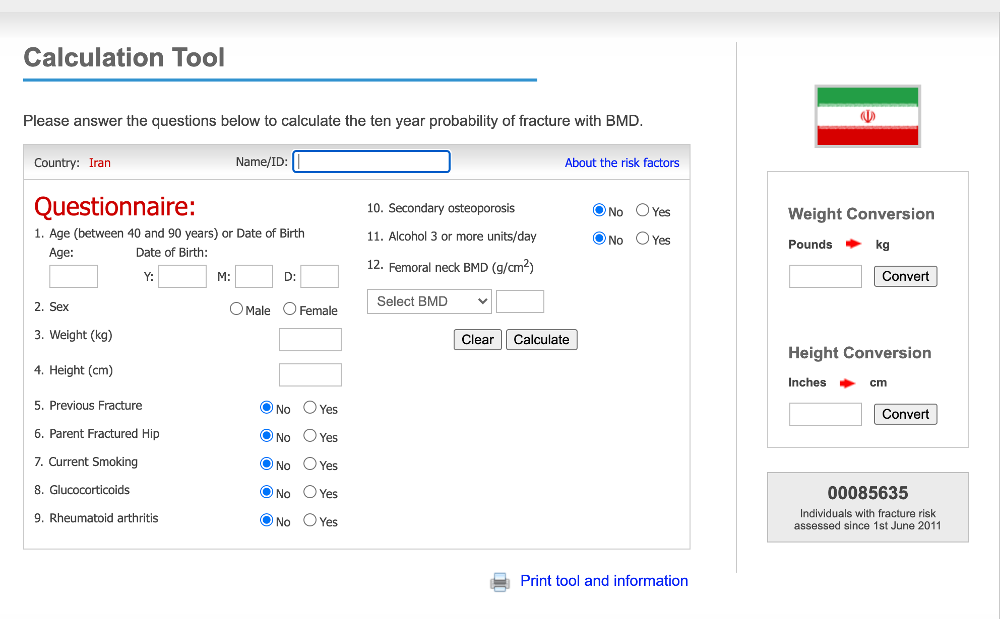 Calculation Tool
Please answer the questions below to calculate the ten year probability of fracture with BMD.
Country: Iran
Name/ID:
About the risk factors
Questionnaire:
1. Age (between 40 and 90 years) or Date of Birth
Age: Date of Birth:
Y: M: D:
2. Sex Male Female
3. Weight (kg)
4. Height (cm)
5. Previous Fracture No Yes
6. Parent Fractured Hip No Yes
7. Current Smoking No Yes
8. Glucocorticoids No Yes
9. Rheumatoid arthritis No Yes
10. Secondary osteoporosis No Yes
11. Alcohol 3 or more units/day No Yes
12. Femoral neck BMD (g/cm²)
Select BMD
Clear Calculate
Print tool and information
Weight Conversion
Pounds kg
Convert
Height Conversion
Inches cm
Convert
00085635
Individuals with fracture risk
assessed since 1st June 2011